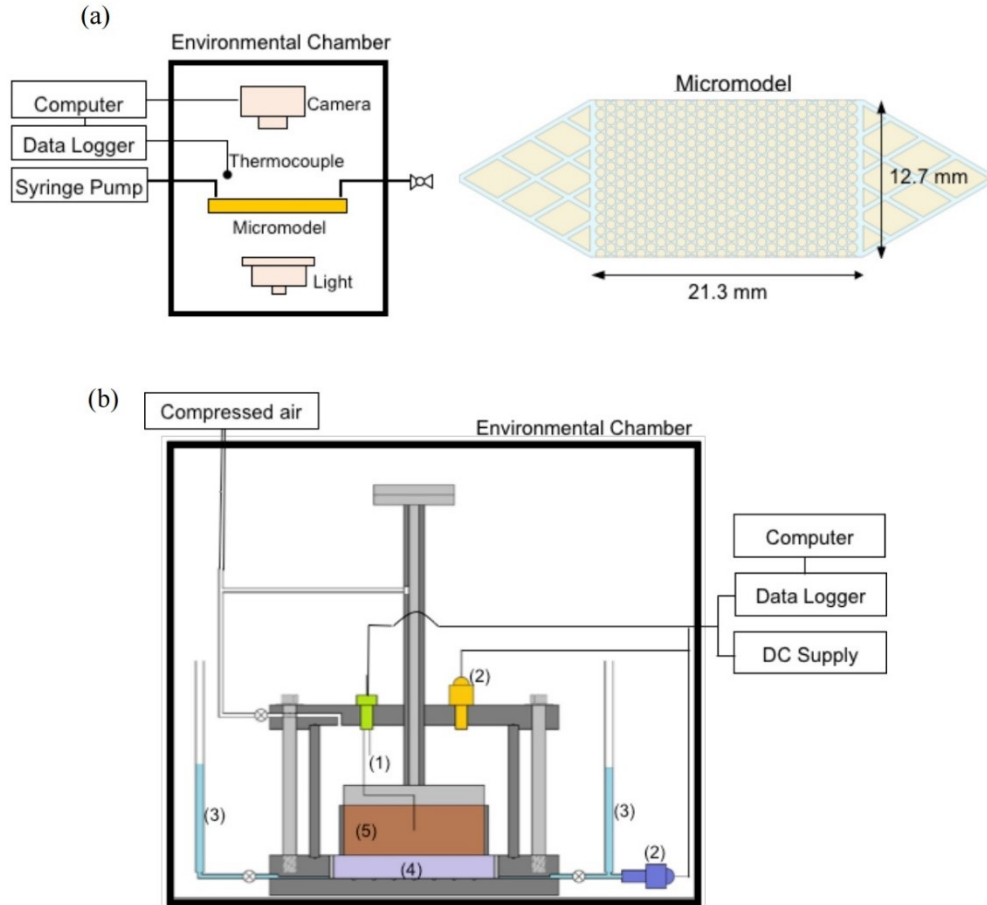 (a)
Environmental Chamber
Computer
Camera
Data Logger
Thermocouple
Syringe Pump
Micromodel
Light
Micromodel
12.7 mm
21.3 mm
(b)
Compressed air
Environmental Chamber
Computer
Data Logger
DC Supply
(2)
(1)
(3)
(3)
(5)
(2)
(4)